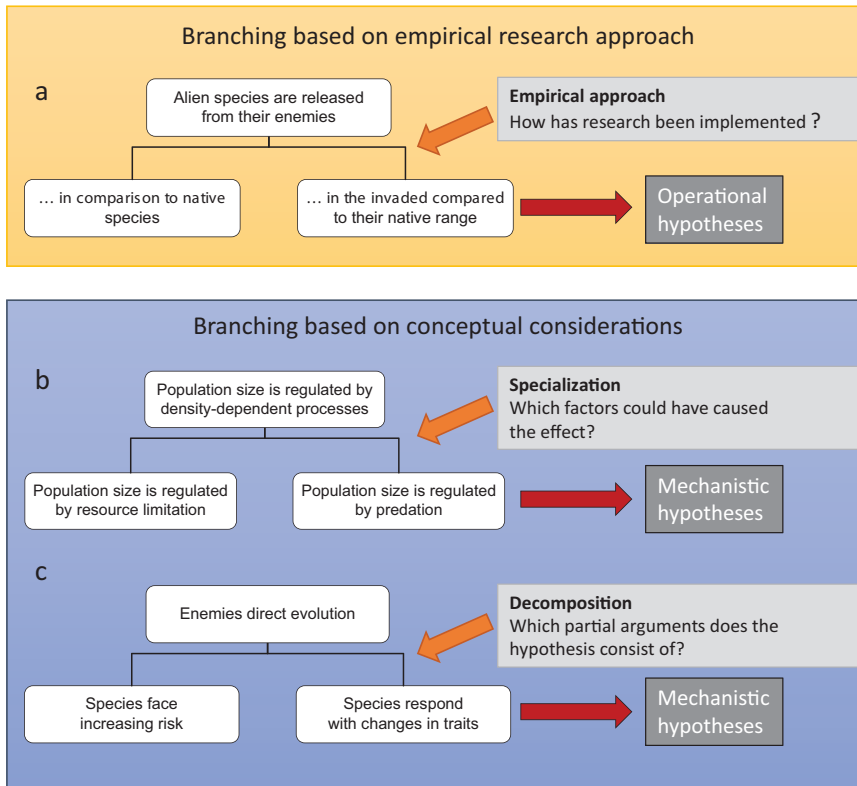 Branching based on empirical research approach
a
Alien species are released
from their enemies
Empirical approach
How has research been implemented ?
… in comparison to native
species
… in the invaded compared
to their native range
Operational
hypotheses
Branching based on conceptual considerations
b
Population size is regulated by
density-dependent processes
Specialization
Which factors could have caused
the effect?
Population size is regulated
by resource limitation
Population size is regulated
by predation
Mechanistic
hypotheses
c
Enemies direct evolution
Decomposition
Which partial arguments does the
hypothesis consist of?
Species face
increasing risk
Species respond
with changes in traits
Mechanistic
hypotheses